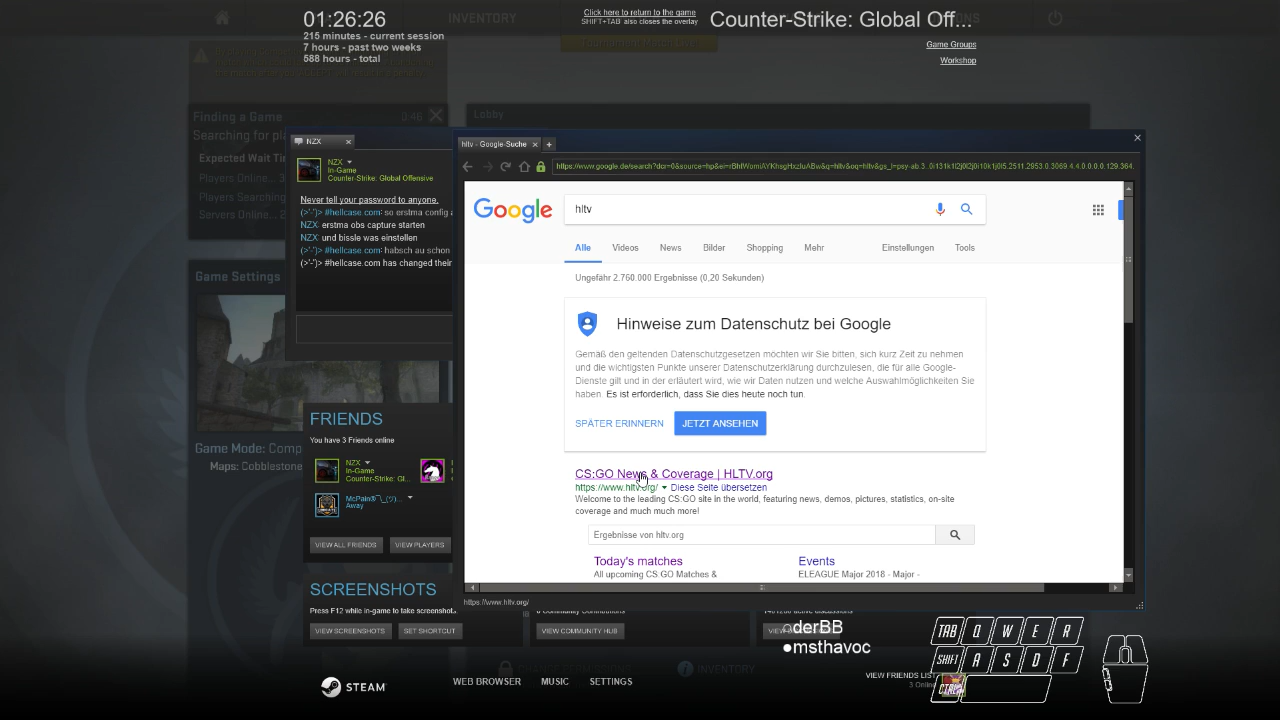 01:26:26
215 minutes - current session
7 hours - past two weeks
588 hours - total
Click here to return to the game
SHIFT+TAB' also closes the overlay
Counter-Strike: Global Off...
Game Groups
Workshop
INVENTORY
Finding a Game
0:46
Lobby
Searching for pl
Expected Wait Tim
Players Online...
Players Searching
Servers Online...
Game Settings
Game Mode: Comp
Maps: Cobblestone
NZX
NZX
In-Game
Counter-Strike: Global Offensive
Never tell your password to anyone.
(>'-')> #hellcase.com: so erstma config a
NZX: erstma obs capture starten
NZX: und bissle was einstellen
(>'-')> #hellcase.com: habsch au schon
(>'-')> #hellcase.com has changed their
hltv - Google-Suche
Google
hltv
Alle
Videos
News
Bilder
Shopping
Mehr
Einstellungen
Tools
Ungefähr 2.760.000 Ergebnisse (0,20 Sekunden)
Hinweise zum Datenschutz bei Google
Gemäß den geltenden Datenschutzgesetzen möchten wir Sie bitten, sich kurz Zeit zu nehmen
und die wichtigsten Punkte unserer Datenschutzerklärung durchzulesen, die für alle Google-
Dienste gilt und in der erläutert wird, wie wir Daten nutzen und welche Auswahlmöglichkeiten Sie
haben. Es ist erforderlich, dass Sie dies heute noch tun.
SPÄTER ERINNERN
JETZT ANSEHEN
CS:GO News & Coverage | HLTV.org
https://www.hltv.org/
Diese Seite übersetzen
Welcome to the leading CS:GO site in the world, featuring news, demos, pictures, statistics, on-site
coverage and much much more!
Ergebnisse von hltv.org
Today's matches
Events
All upcoming CS:GO Matches &
ELEAGUE Major 2018 - Major -
https://www.hltv.org/
FRIENDS
You have 3 Friends online
NZX
In-Game
Counter-Strike: Gl...
Away
VIEW ALL FRIENDS
VIEW PLAYERS
SCREENSHOTS
Press F12 while in-game to take screenshot..
VIEW SCREENSHOTS
SET SHORTCUT
VIEW COMMUNITY HUB
derBB
msthavoc
TAB
Q
W
E
R
SHIFT
A
S
D
F
CTRL
INVENTORY
VIEW FRIENDS LIST
3 Online
STEAM
WEB BROWSER
MUSIC
SETTINGS